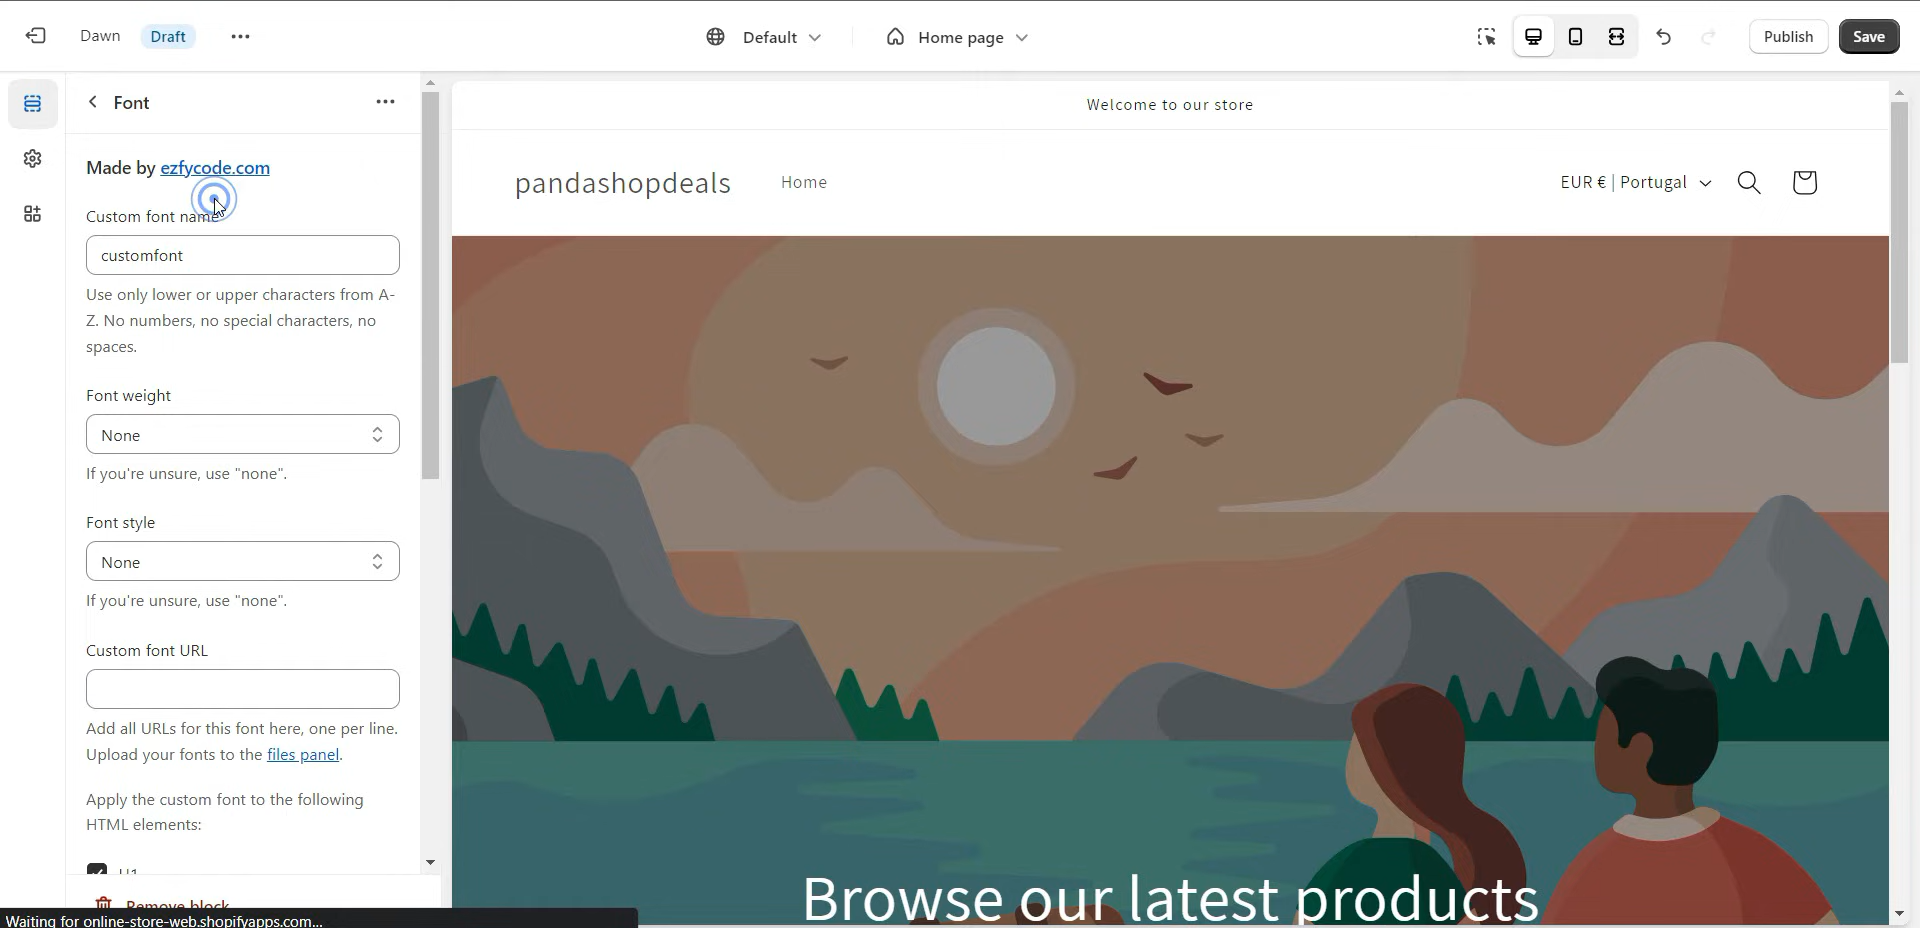 Dawn
Draft
Default
Home page
Publish
Save
Font
Made by ezfycode.com
Custom font name
customfont
Use only lower or upper characters from A-
Z. No numbers, no special characters, no
spaces.
Font weight
None
If you're unsure, use "none".
Font style
None
If you're unsure, use "none".
Custom font URL
Add all URLs for this font here, one per line.
Upload your fonts to the files panel.
Apply the custom font to the following
HTML elements:
H1
Remove block
Waiting for online-store-web.shopifyapps.com...
Welcome to our store
pandashopdeals
Home
EUR € | Portugal
Browse our latest products